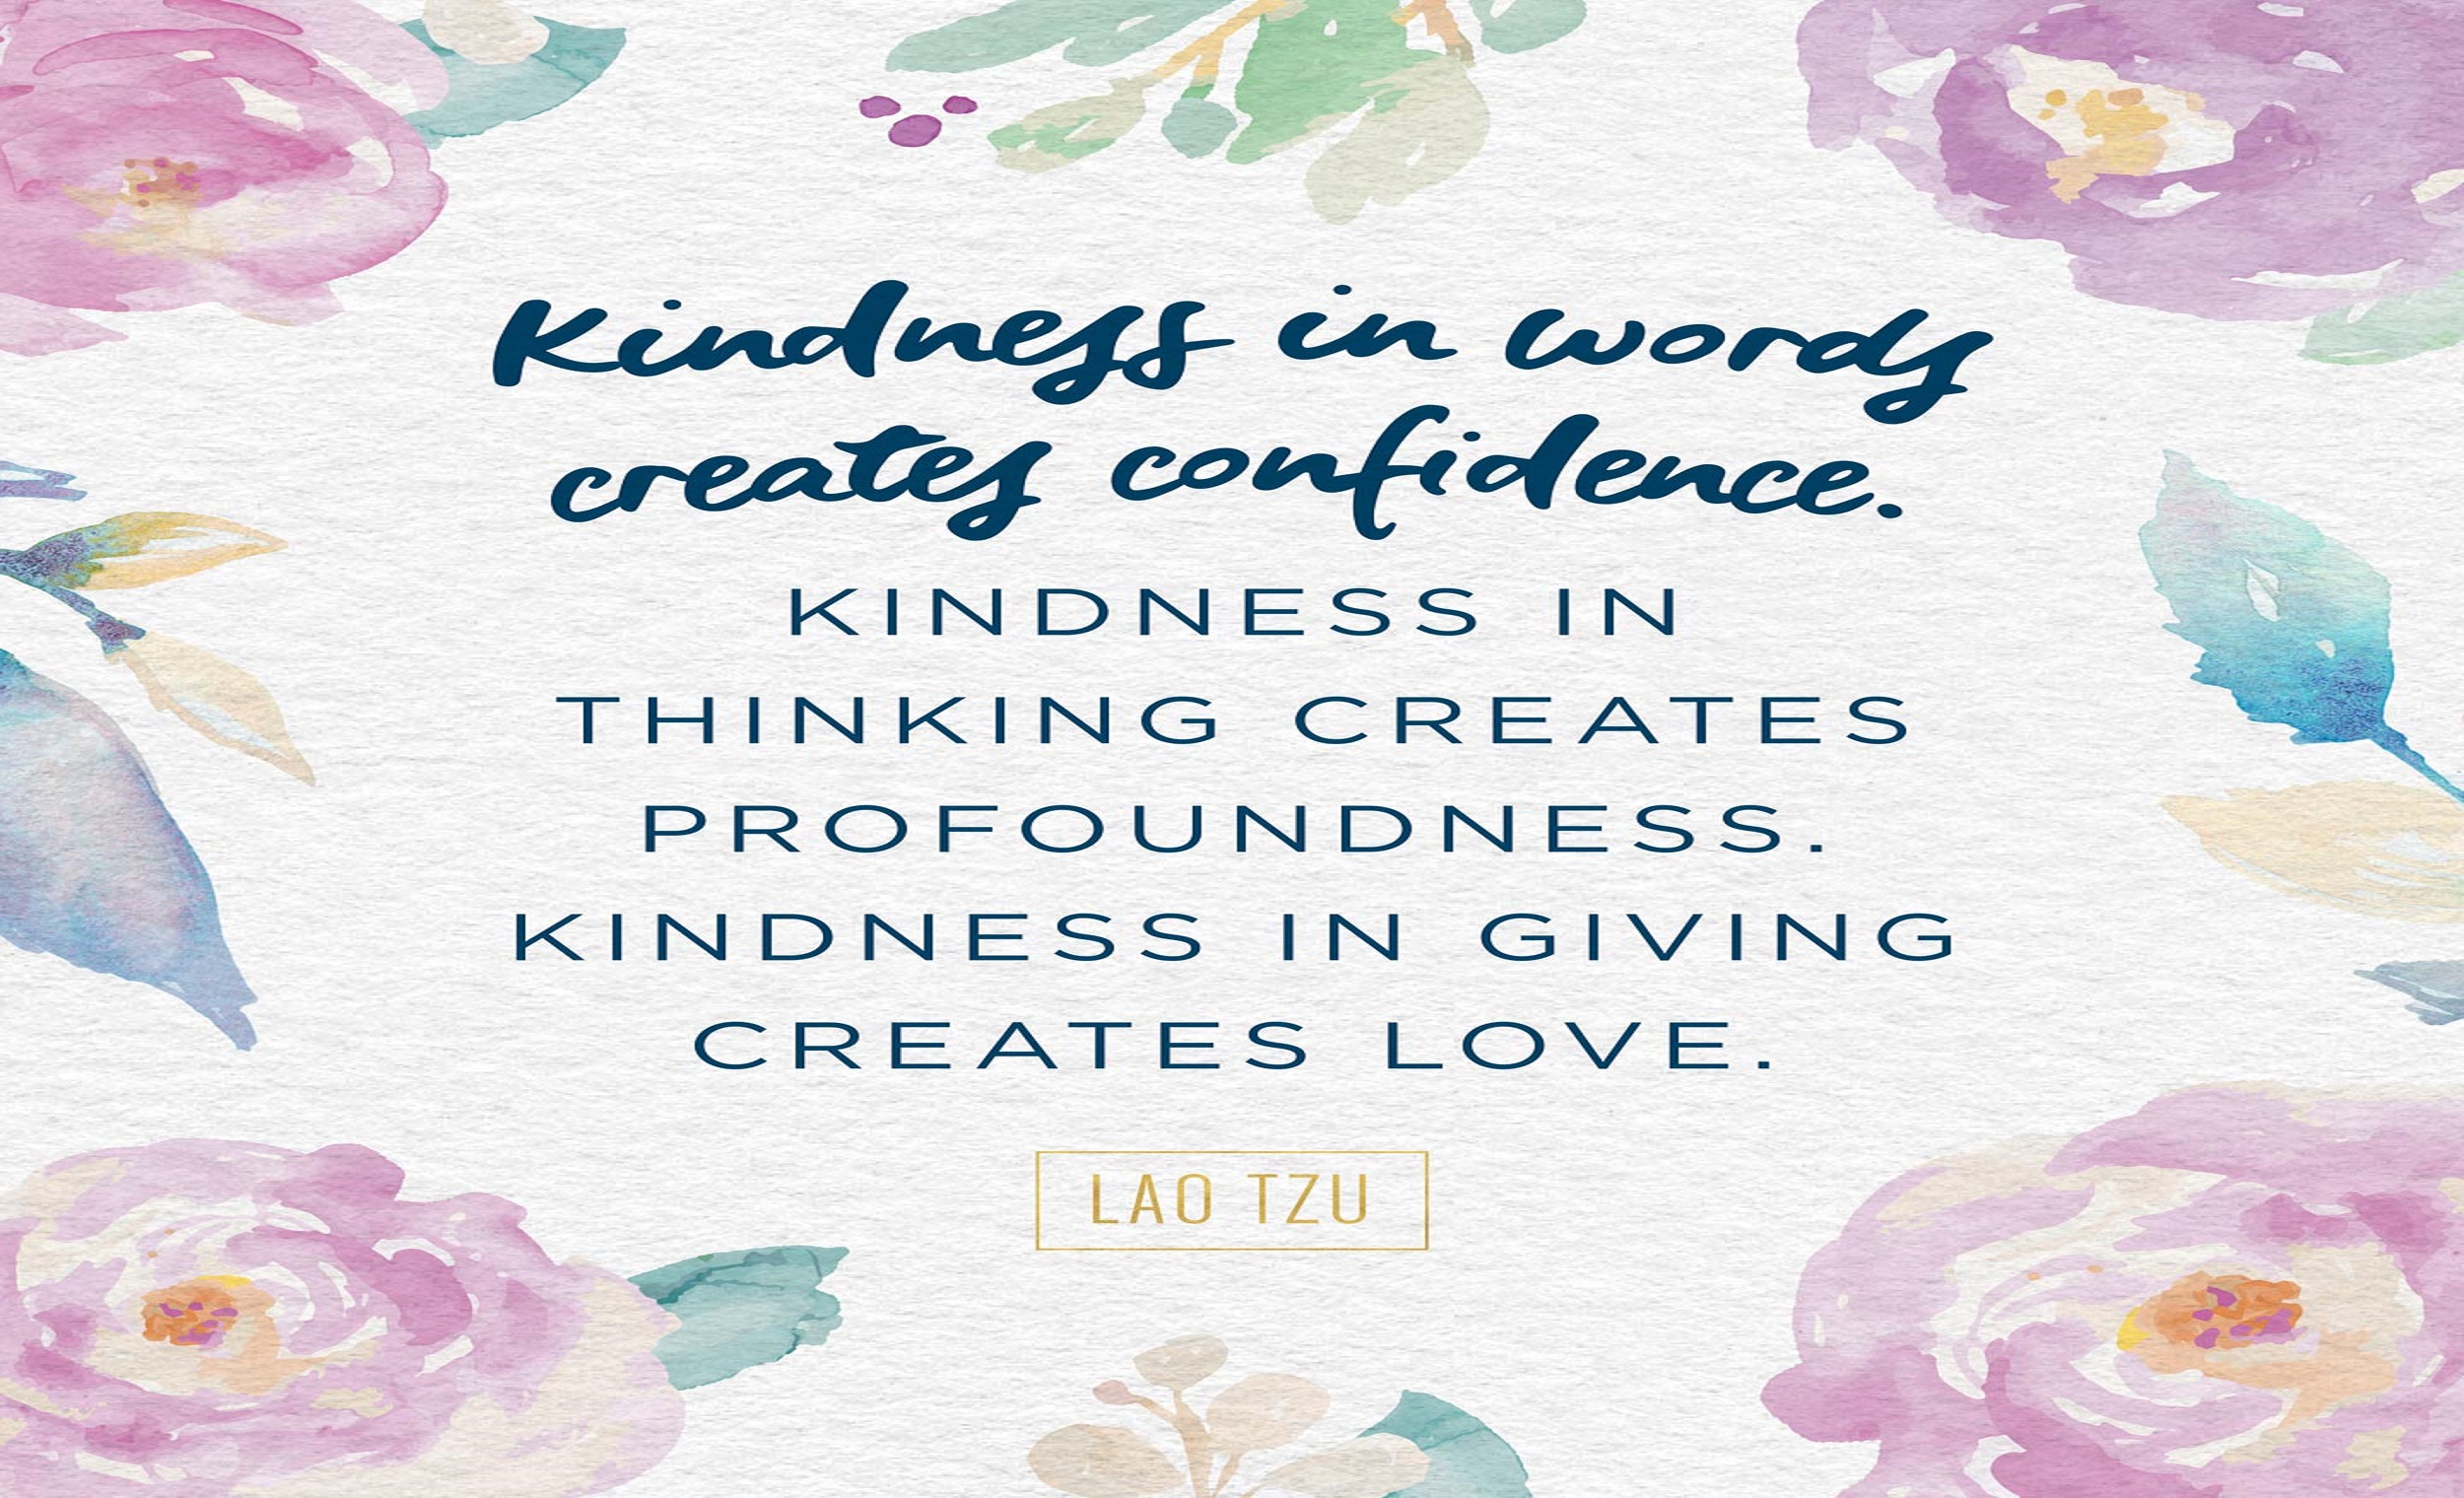 Kindness in words
creates confidence.
KINDNESS IN
THINKING CREATES
PROFOUNDNESS.
KINDNESS IN GIVING
CREATES LOVE.
LAO TZU